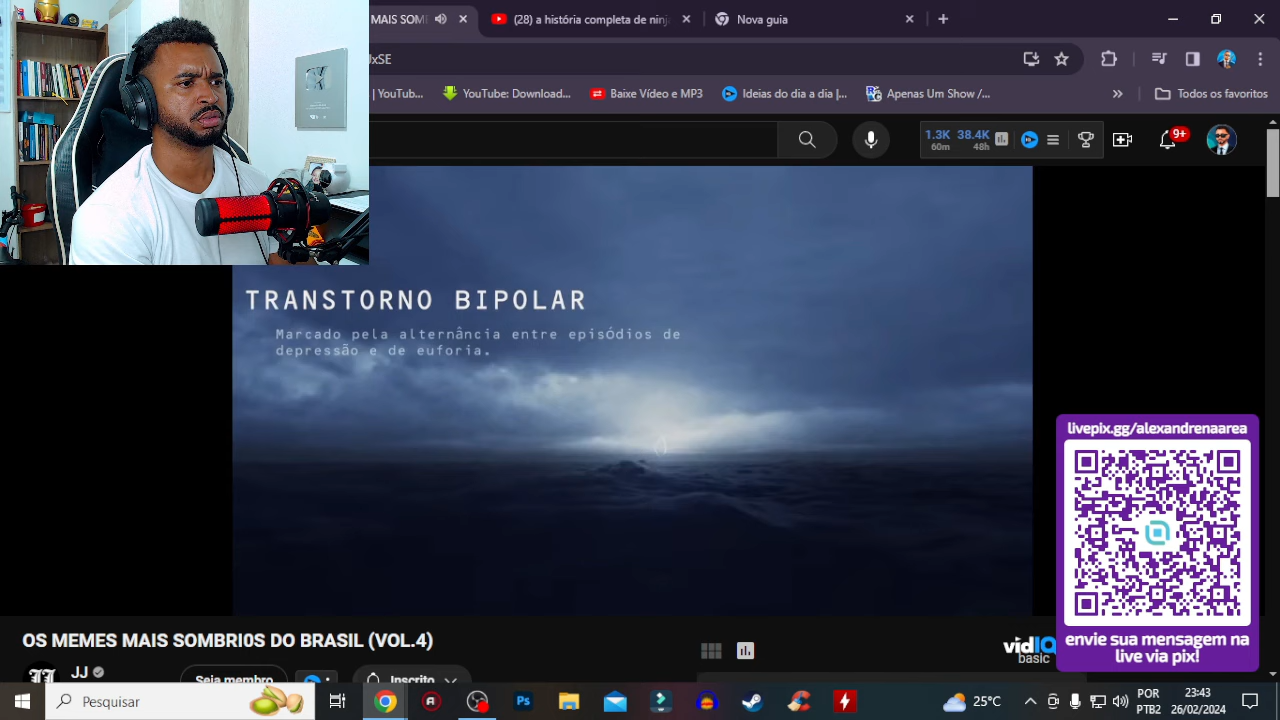 MAIS SOM
(28) a história completa de ninj
Nova guia
JxSE
| YouTub...
YouTube: Download...
Baixe Vídeo e MP3
Ideias do dia a dia |...
Apenas Um Show /...
»
Todos os favoritos
1.3K 38.4K
60m 48h
9+
TRANSTORNO BIPOLAR
Marcado pela alternância entre episódios de
depressão e de euforia.
livepix.gg/alexandrenaarea
envie sua mensagem na
live via pix!
OS MEMES MAIS SOMBRI0S DO BRASIL (VOL.4)
vidIQ
basic
JJ
Seja membro
Inscrito
Pesquisar
Ps
25°C
POR
PTB2
23:43
26/02/2024